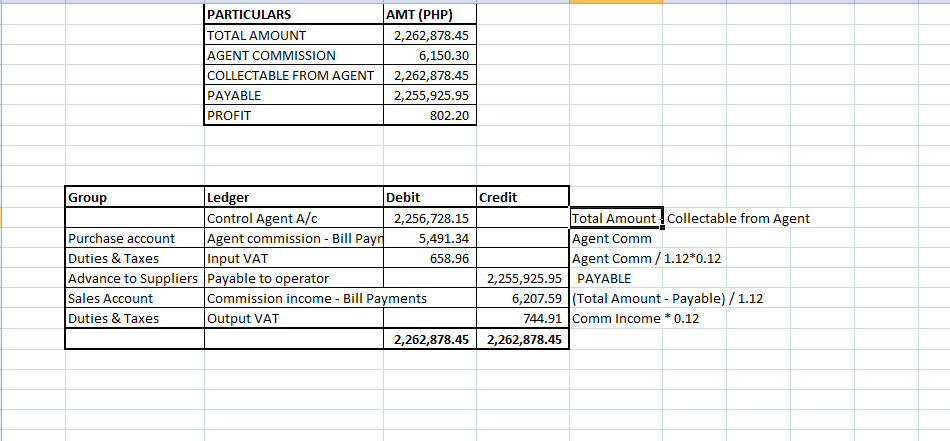 PARTICULARS AMT (PHP)
TOTAL AMOUNT 2,262,878.45
AGENT COMMISSION 6,150.30
COLLECTABLE FROM AGENT 2,262,878.45
PAYABLE 2,255,925.95
PROFIT 802.20
Group Ledger Debit Credit
Control Agent A/c 2,256,728.15 Total Amount - Collectable from Agent
Purchase account Agent commission - Bill Payn 5,491.34 Agent Comm
Duties & Taxes Input VAT 658.96 Agent Comm / 1.12*0.12
Advance to Suppliers Payable to operator 2,255,925.95 PAYABLE
Sales Account Commission income - Bill Payments 6,207.59 (Total Amount - Payable) / 1.12
Duties & Taxes Output VAT 744.91 Comm Income * 0.12
2,262,878.45 2,262,878.45